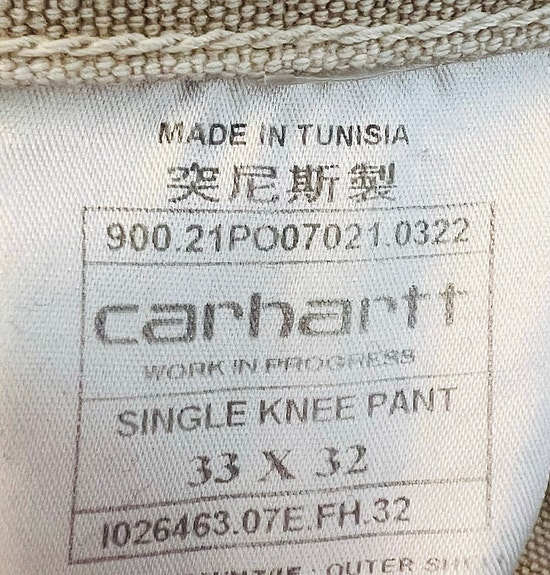 MADE IN TUNISIA
突尼斯製
900.21PO07021.0322
carhartt
WORK IN PROGRESS
SINGLE KNEE PANT
33 X 32
I026463.07E.FH.32
: OUTER